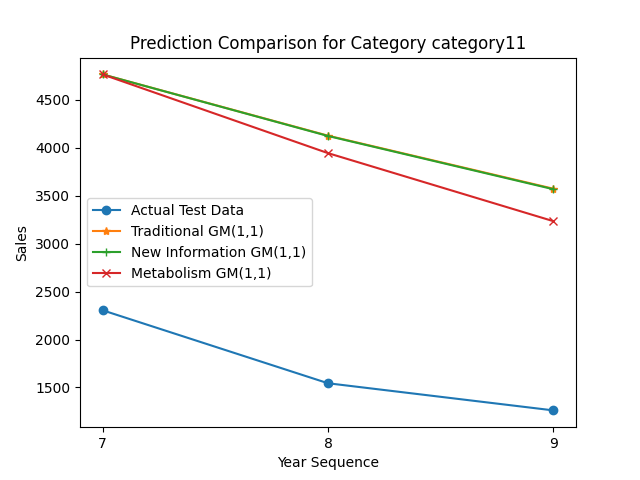 Prediction Comparison for Category category11
Sales
4500
4000
3500
3000
2500
2000
1500
Actual Test Data
Traditional GM(1,1)
New Information GM(1,1)
Metabolism GM(1,1)
7
8
9
Year Sequence